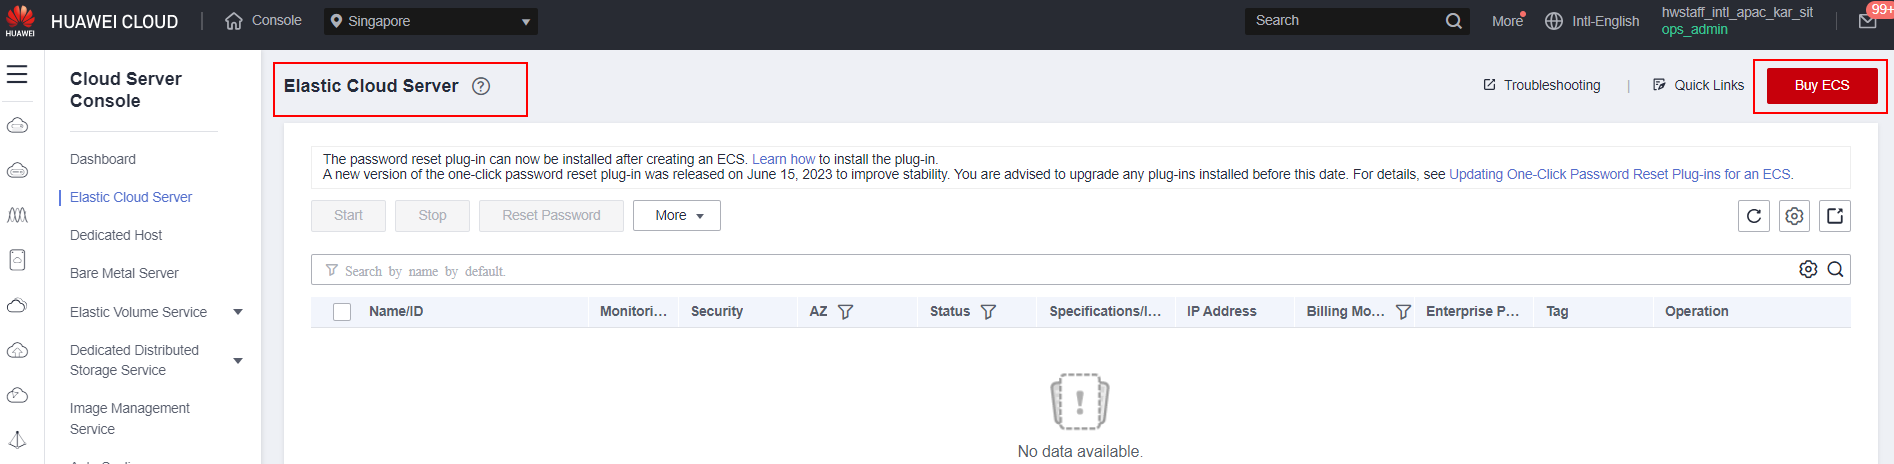 HUAWEI
HUAWEI CLOUD
Console
Singapore
Search
More
Intl-English
hwstaff_intl_apac_kar_sit
ops_admin
99+
Cloud Server
Console
Dashboard
Elastic Cloud Server
Dedicated Host
Bare Metal Server
Elastic Volume Service
Dedicated Distributed
Storage Service
Image Management
Service
Elastic Cloud Server
Troubleshooting
Quick Links
Buy ECS
The password reset plug-in can now be installed after creating an ECS. Learn how to install the plug-in.
A new version of the one-click password reset plug-in was released on June 15, 2023 to improve stability. You are advised to upgrade any plug-ins installed before this date. For details, see Updating One-Click Password Reset Plug-ins for an ECS.
Start
Stop
Reset Password
More
Search by name by default.
Name/ID
Monitori...
Security
AZ
Status
Specifications/I...
IP Address
Billing Mo...
Enterprise P...
Tag
Operation
No data available.